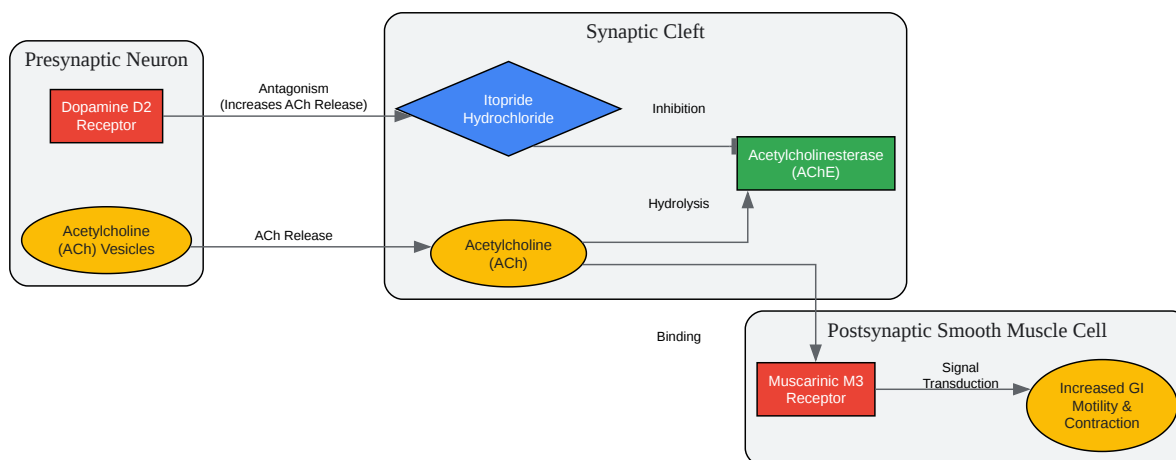 Presynaptic Neuron
Dopamine D2
Receptor
Acetylcholine
(ACh) Vesicles
Antagonism
(Increases ACh Release)
ACh Release
Synaptic Cleft
Itopride
Hydrochloride
Inhibition
Acetylcholinesterase
(AChE)
Hydrolysis
Acetylcholine
(ACh)
Binding
Postsynaptic Smooth Muscle Cell
Muscarinic M3
Receptor
Signal
Transduction
Increased GI
Motility &
Contraction